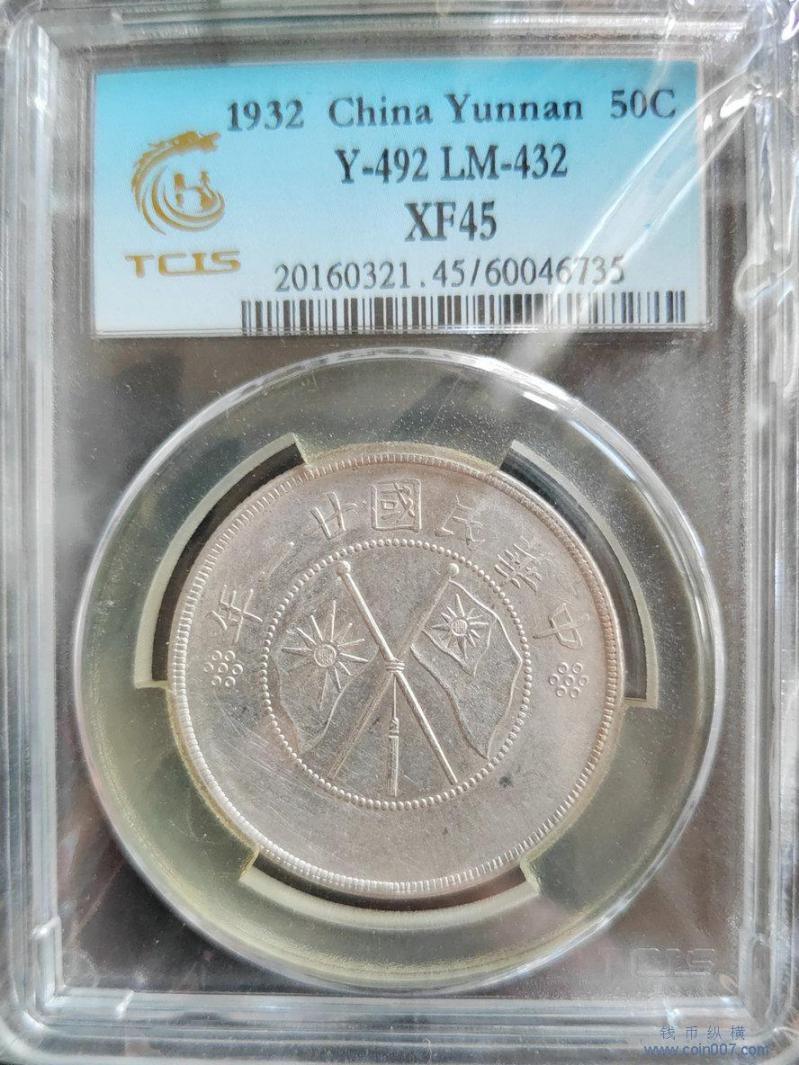 1932 China Yunnan 50C
Y-492 LM-432
XF45
TCIS
20160321.45/60046735
年一廿國民華中
TCIS
钱币纵横
www.coin007.com